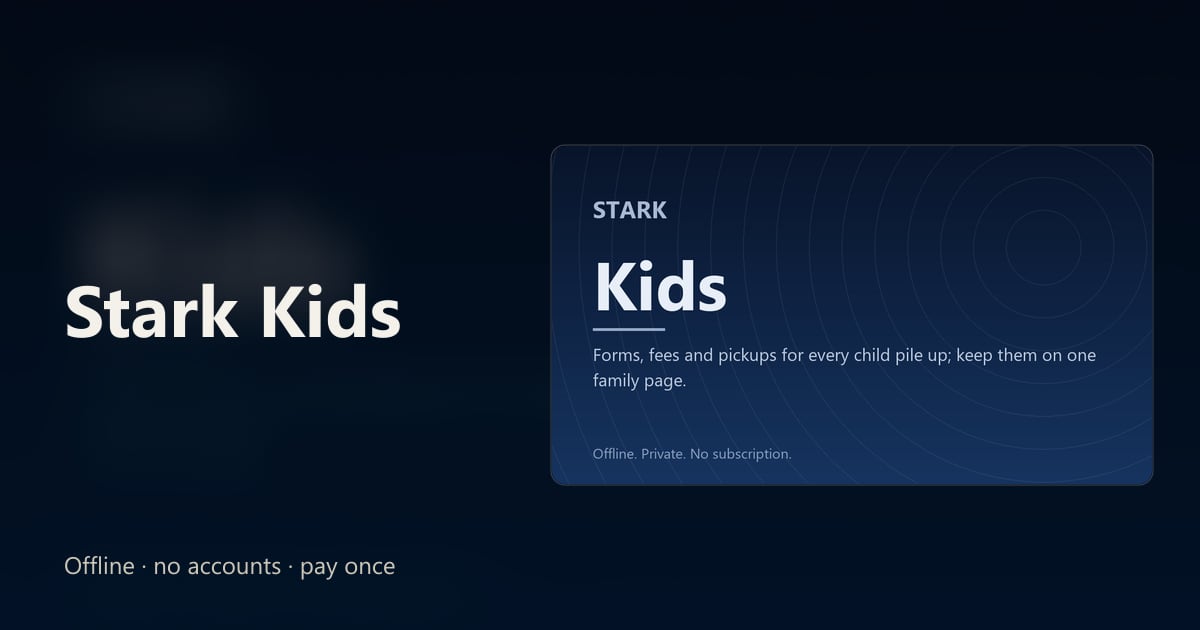 Stark Kids
Offline · no accounts · pay once
STARK
Kids
Forms, fees and pickups for every child pile up; keep them on one
family page.
Offline. Private. No subscription.